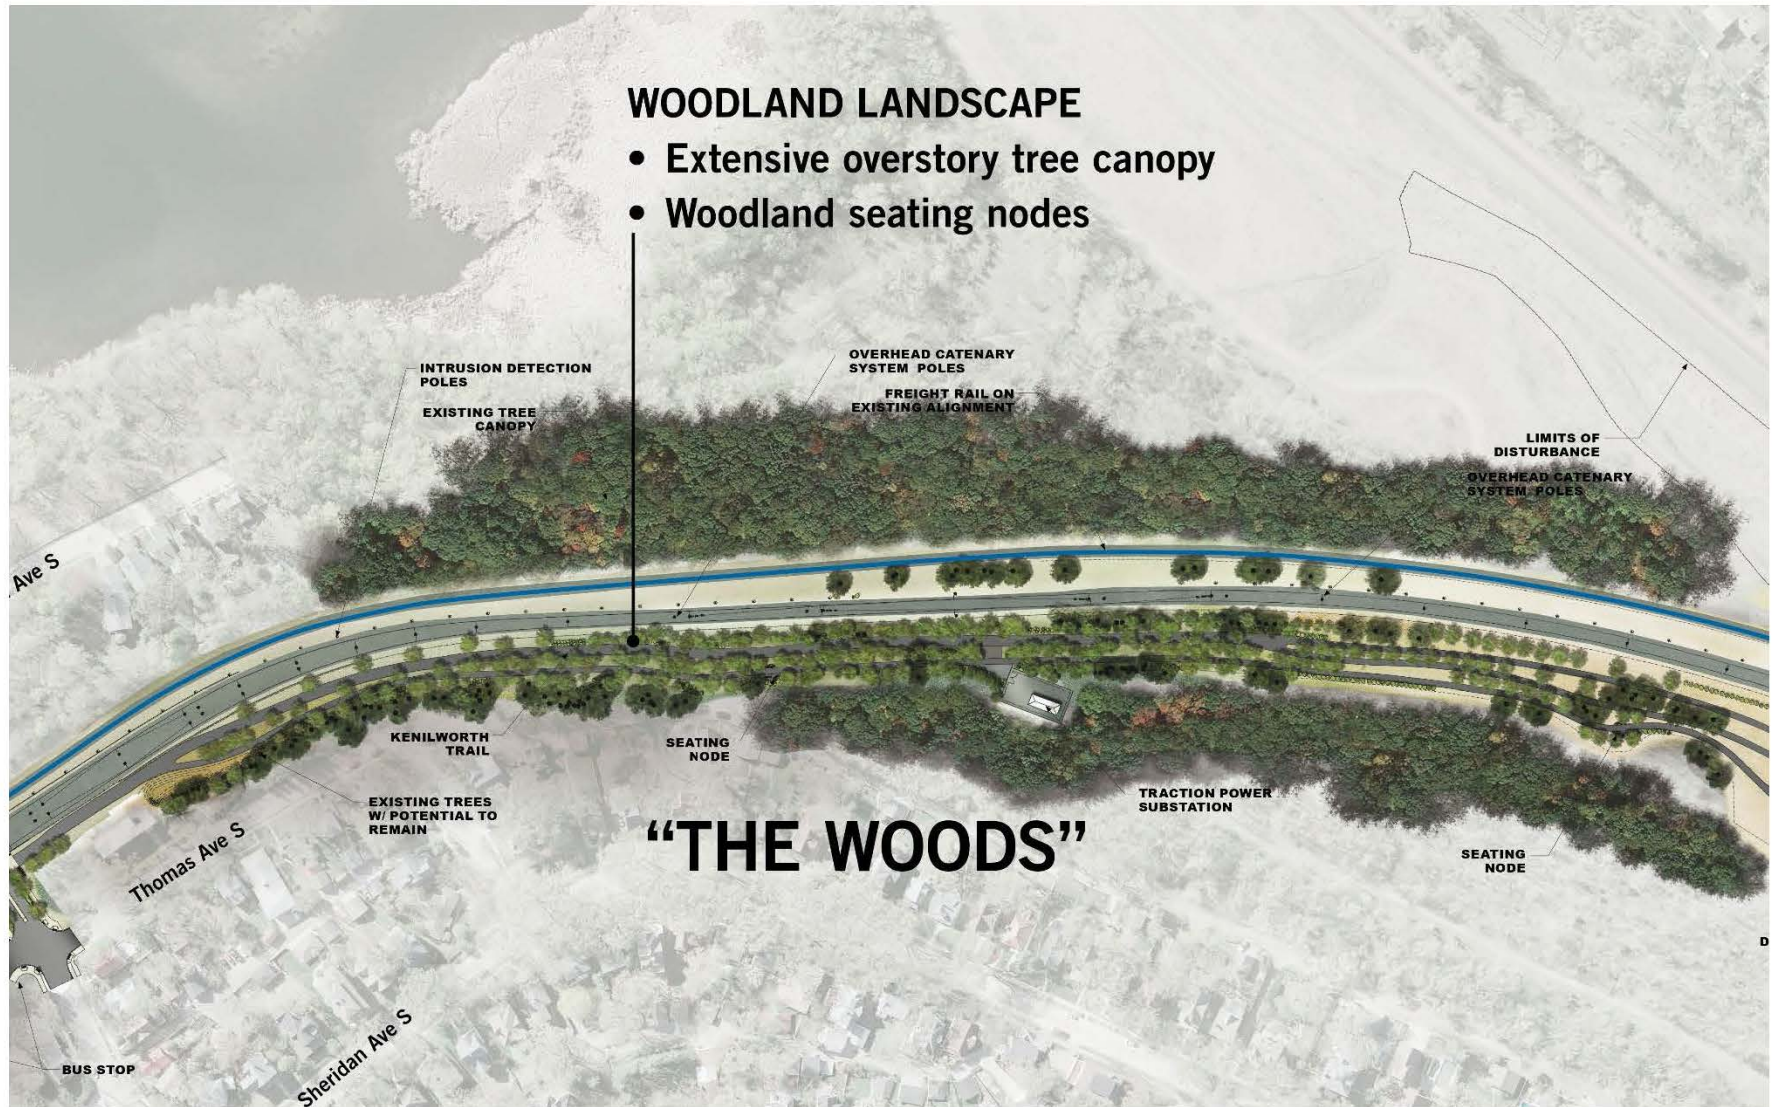 WOODLAND LANDSCAPE
• Extensive overstory tree canopy
• Woodland seating nodes
INTRUSION DETECTION
POLES
OVERHEAD CATENARY
SYSTEM POLES
EXISTING TREE
CANOPY
FREIGHT RAIL ON
EXISTING ALIGNMENT
LIMITS OF
DISTURBANCE
OVERHEAD CATENARY
SYSTEM POLES
Ave S
KENILWORTH
TRAIL
SEATING
NODE
EXISTING TREES
W/ POTENTIAL TO
REMAIN
TRACTION POWER
SUBSTATION
Thomas Ave S
“THE WOODS”
SEATING
NODE
D
BUS STOP
Sheridan Ave S